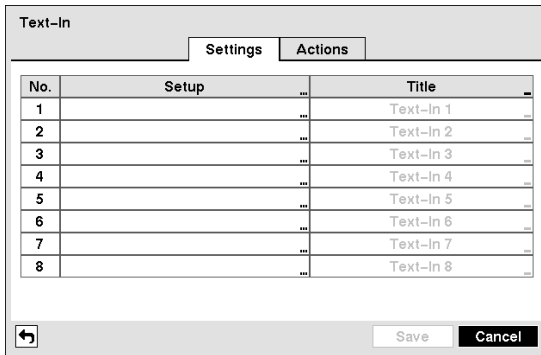 Text-In
Settings Actions
No. Setup ... Title
1 ... Text-In 1
2 ... Text-In 2
3 ... Text-In 3
4 ... Text-In 4
5 ... Text-In 5
6 ... Text-In 6
7 ... Text-In 7
8 ... Text-In 8
Save Cancel